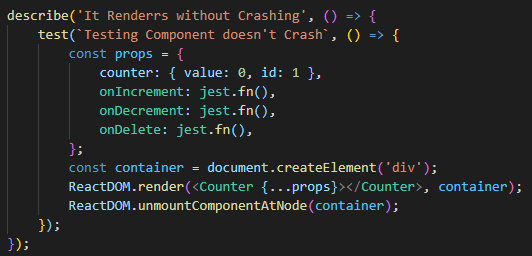 describe('It Renderrs without Crashing', () => {
    test(`Testing Component doesn't Crash`, () => {
        const props = {
            counter: { value: 0, id: 1 },
            onIncrement: jest.fn(),
            onDecrement: jest.fn(),
            onDelete: jest.fn(),
        };
        const container = document.createElement('div');
        ReactDOM.render(<Counter {...props}></Counter>, container);
        ReactDOM.unmountComponentAtNode(container);
    });
});